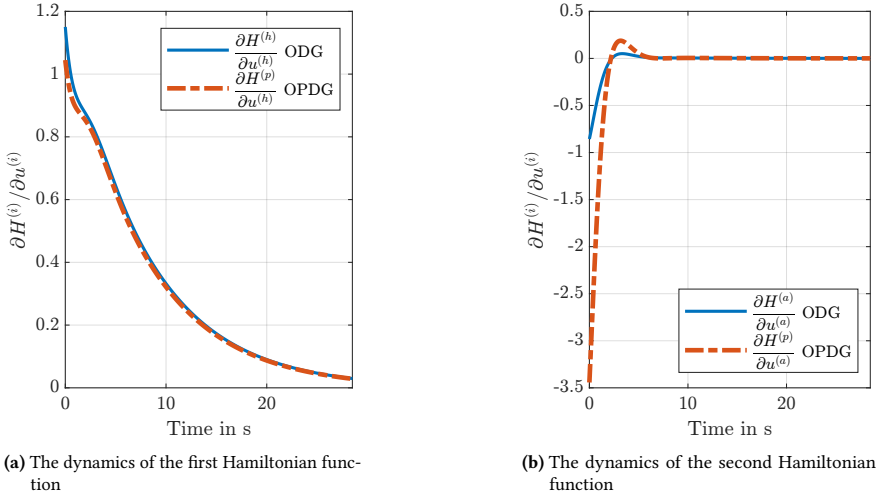 1.2
1
0.8
0.6
0.4
0.2
0
0
10
20
∂H^{(i)}/∂u^{(i)}
Time in s
∂H^{(h)}/∂u^{(h)} ODG
∂H^{(p)}/∂u^{(h)} OPDG
(a) The dynamics of the first Hamiltonian func-
tion
0.5
0
-0.5
-1
-1.5
-2
-2.5
-3
-3.5
0
10
20
∂H^{(i)}/∂u^{(i)}
Time in s
∂H^{(a)}/∂u^{(a)} ODG
∂H^{(p)}/∂u^{(a)} OPDG
(b) The dynamics of the second Hamiltonian
function